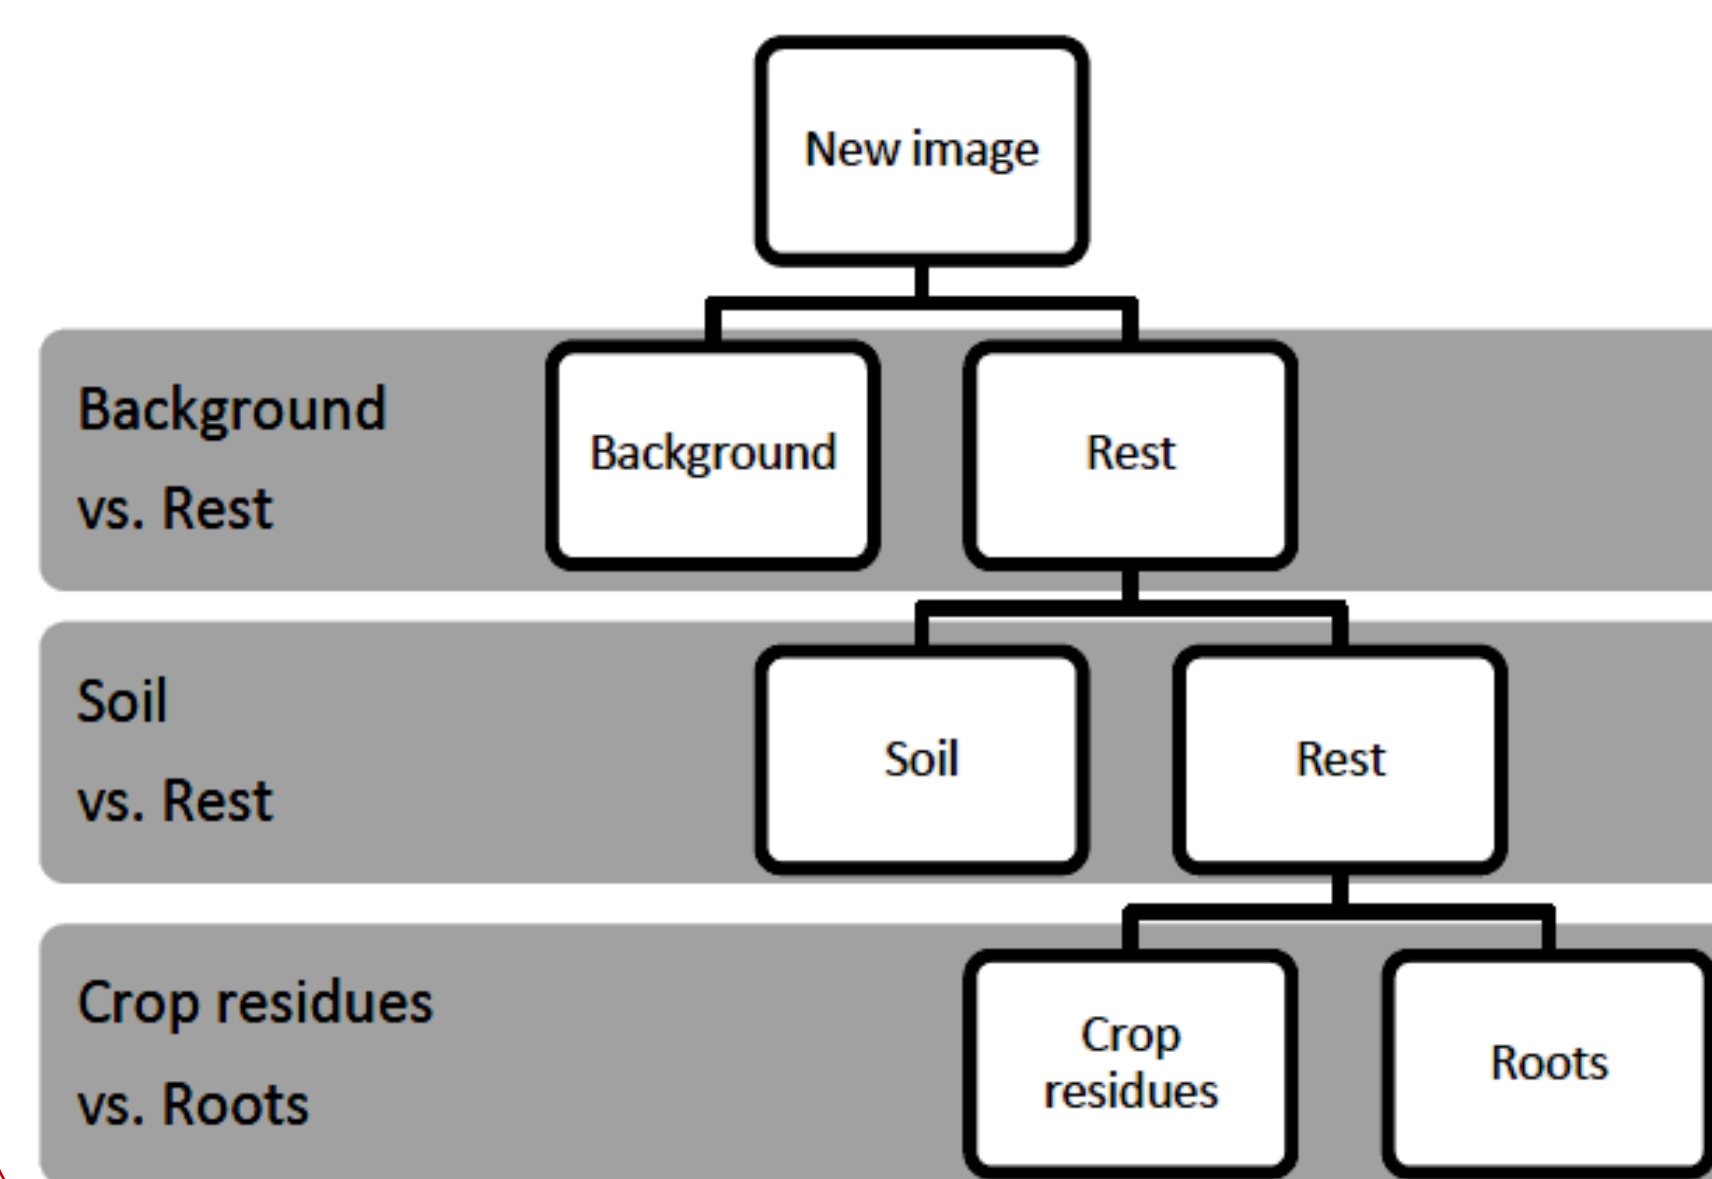 New image
Background
vs. Rest
Background
Rest
Soil
vs. Rest
Soil
Rest
Crop residues
vs. Roots
Crop
residues
Roots